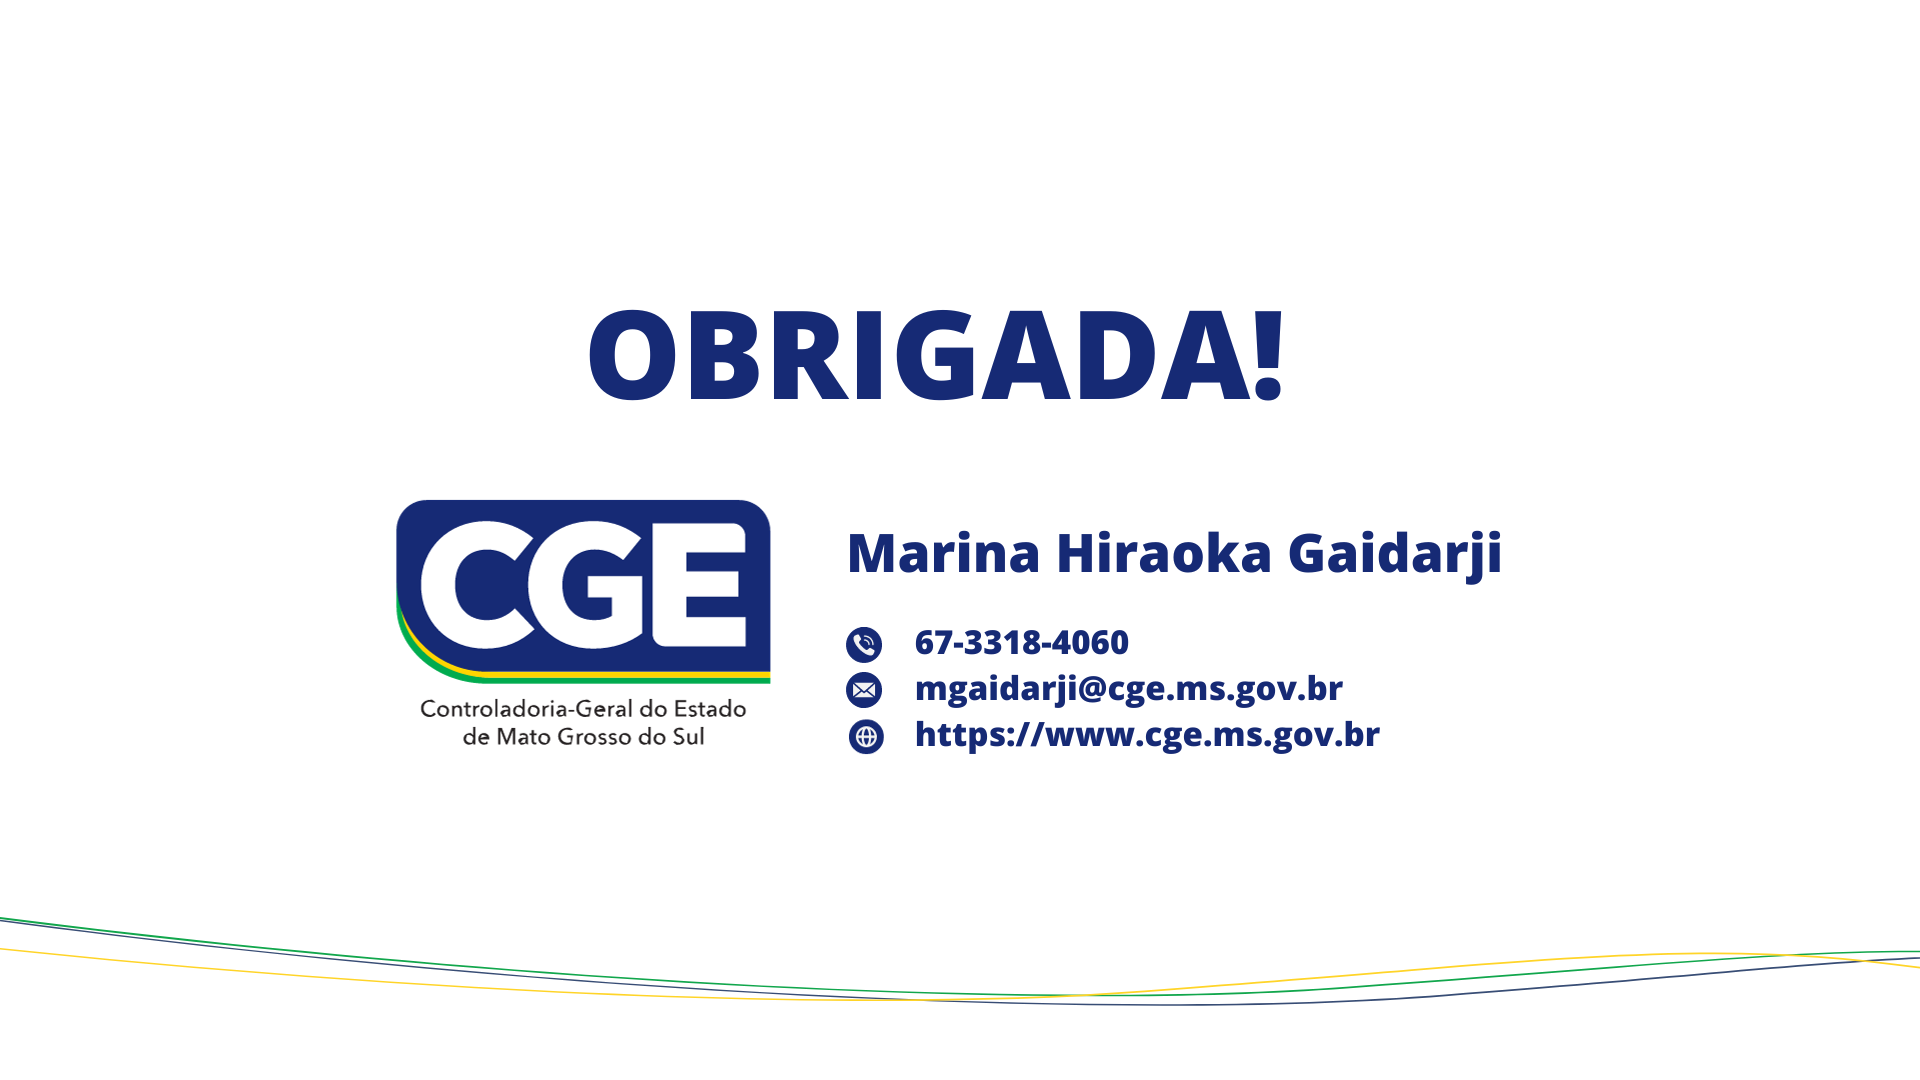 OBRIGADA!
CGE
Controladoria-Geral do Estado
de Mato Grosso do Sul
Marina Hiraoka Gaidarji
67-3318-4060
mgaidarji@cge.ms.gov.br
https://www.cge.ms.gov.br